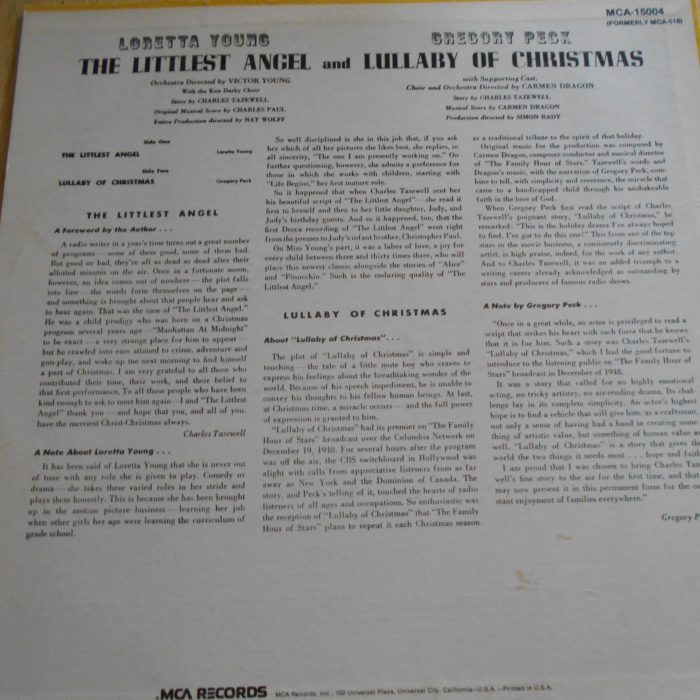 MCA-15004
(FORMERLY MCA-516)
LORETTA YOUNG
GREGORY PECK
THE LITTLEST ANGEL and LULLABY OF CHRISTMAS
Orchestra Directed by VICTOR YOUNG
With the Ken Darby Choir
Story by CHARLES TAZEWELL
Original Musical Score by CHARLES PAUL
Entire Production directed by NAT WOLFF
with Supporting Cast,
Choir and Orchestra Directed by CARMEN DRAGON
Story by CHARLES TAZEWELL
Musical Score by CARMEN DRAGON
Production directed by SIMON RADY
Side One
THE LITTLEST ANGEL Loretta Young
Side Two
LULLABY OF CHRISTMAS Gregory Peck
THE LITTLEST ANGEL
A Foreword by the Author . . .
A radio writer in a year's time turns out a great number
of programs — some of them good, some of them bad.
But good or bad, they're all as dead as dead after their
allotted minutes on the air. Once in a fortunate moon,
however, an idea comes out of nowhere — the plot falls
into line — the words form themselves on the page —
and something is brought about that people hear and ask
to hear again. That was the case of "The Littlest Angel."
He was a child prodigy who was born on a Christmas
program several years ago — "Manhattan At Midnight"
to be exact — a very strange place for him to appear —
but he crawled into ears attuned to crime, adventure and
gun-play, and woke up the next morning to find himself
a part of Christmas. I am very grateful to all those who
contributed their time, their work, and their belief to
that first performance. To all those people who have been
kind enough to ask to meet him again — I and "The Littlest
Angel" thank you — and hope that you, and all of you,
have the merriest Christ-Christmas always.
Charles Tazewell
A Note About Loretta Young . . .
It has been said of Loretta Young that she is never out
of tune with any role she is given to play. Comedy or
drama — she takes these varied roles in her stride and
plays them honestly. This is because she has been brought
up in the motion picture business — learning her job
when other girls her age were learning the curriculum of
grade school.
So well disciplined is she in this job that, if you ask
her which of all her pictures she likes best, she replies, in
all sincerity, "The one I am presently working on." On
further questioning, however, she admits a preference for
those in which she works with children, starting with
"Life Begins," her first mature role.
So it happened that when Charles Tazewell sent her
his beautiful script of "The Littlest Angel" — she read it
first to herself and then to her little daughter, Judy, and
Judy's birthday guests. And so it happened, too, that the
first Decca recording of "The Littlest Angel" went right
from the presses to Judy's infant brother, Christopher Paul.
On Miss Young's part, it was a labor of love, a joy for
every child between three and thirty times three, who will
place this newest classic alongside the stories of "Alice"
and "Pinocchio." Such is the enduring quality of "The
Littlest Angel."
LULLABY OF CHRISTMAS
About "Lullaby of Christmas". . .
The plot of "Lullaby of Christmas" is simple and
touching — the tale of a little mute boy who craves to
express his feelings about the breathtaking wonder of the
world. Because of his speech impediment, he is unable to
convey his thoughts to his fellow human beings. At last,
at Christmas time, a miracle occurs — and the full power
of expression is granted to him.
"Lullaby of Christmas" had its premier on "The Family
Hour of Stars" broadcast over the Columbia Network on
December 19, 1948. For several hours after the program
was off the air, the CBS switchboard in Hollywood was
alight with calls from appreciative listeners from as far
away as New York and the Dominion of Canada. The
story, and Peck's telling of it, touched the hearts of radio
listeners of all ages and occupations. So enthusiastic was
the reception of "Lullaby of Christmas" that "The Family
Hour of Stars" plans to repeat it each Christmas season
as a traditional tribute to the spirit of that holiday.
Original music for the production was composed by
Carmen Dragon, composer-conductor and musical director
of "The Family Hour of Stars." Tazewell's words and
Dragon's music, with the narration of Gregory Peck, com-
bine to tell, with simplicity and reverence, the miracle that
came to a handicapped child through his unshakeable
faith in the love of God.
When Gregory Peck first read the script of Charles
Tazewell's poignant story, "Lullaby of Christmas," he
remarked: "This is the holiday drama I've always hoped
to find. I've got to do this one!" This from one of the top
stars in the movie business, a consistently discriminating
artist, is high praise, indeed, for the work of any author.
And to Charles Tazewell, it was an added triumph to a
writing career already acknowledged as outstanding by
stars and producers of famous radio shows.
A Note by Gregory Peck . . .
"Once in a great while, an actor is privileged to read a
script that strikes his heart with such force that he knows
that it is for him. Such a story was Charles Tazewell's
"Lullaby of Christmas," which I had the good fortune to
introduce to the listening public on "The Family Hour of
Stars" broadcast in December of 1948.
It was a story that called for no highly emotional
acting, no tricky artistry, no air-rending drama. Its chal-
lenge lay in its complete simplicity. An actor's highest
hope is to find a vehicle that will give him, as a craftsman,
not only a sense of having had a hand in creating some-
thing of artistic value, but something of human value as
well. "Lullaby of Christmas" is a story that gives the
world the two things it needs most . . . hope and faith
I am proud that I was chosen to bring Charles Taze-
well's fine story to the air for the first time, and that
may now present it in this permanent form for the con-
stant enjoyment of families everywhere."
Gregory P
MCA RECORDS MCA Records, Inc., 100 Universal Plaza, Universal City, California—U.S.A.—Printed in U.S.A.